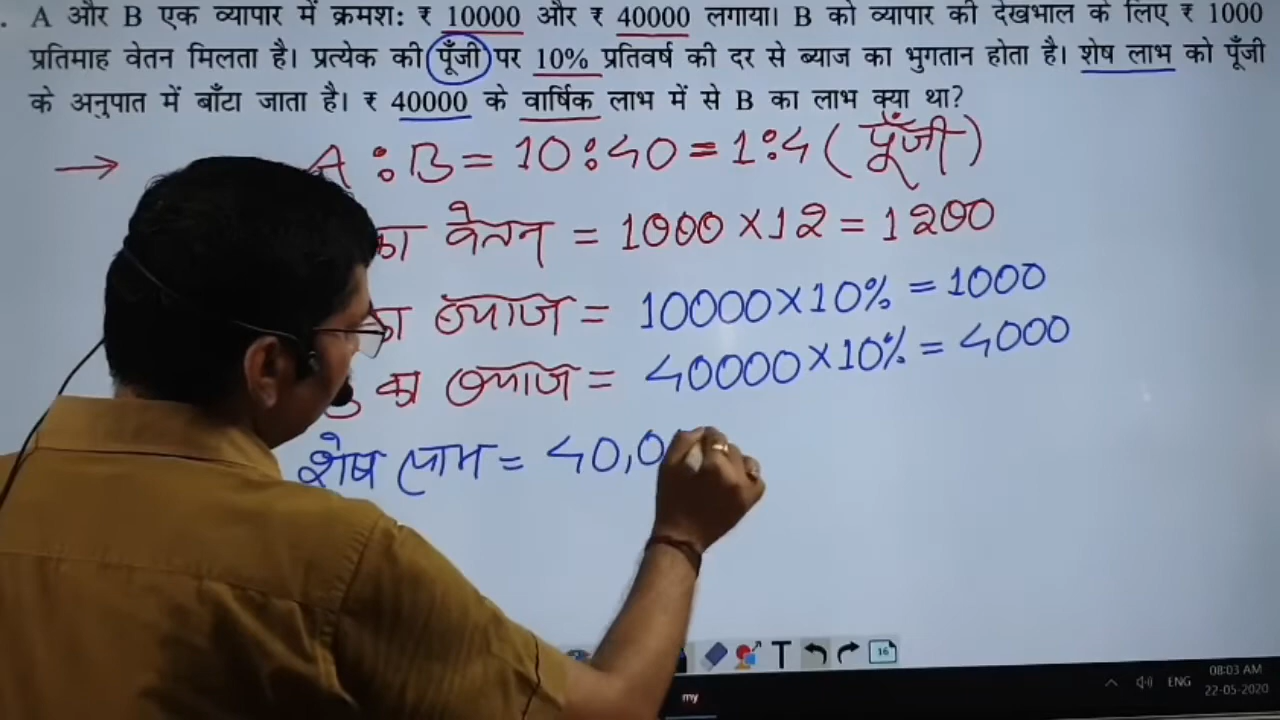 . A और B एक व्यापार में क्रमश: ₹ 10000 और ₹ 40000 लगाया। B को व्यापार की देखभाल के लिए ₹ 1000
प्रतिमाह वेतन मिलता है। प्रत्येक की पूँजी पर 10% प्रतिवर्ष की दर से ब्याज का भुगतान होता है। शेष लाभ को पूँजी
के अनुपात में बाँटा जाता है। ₹ 40000 के वार्षिक लाभ में से B का लाभ क्या था?
→ A : B = 10:40 = 1:4 ( पूँजी )
का वेतन = 1000 × 12 = 1200
का ब्याज = 10000 × 10% = 1000
का ब्याज = 40000 × 10% = 4000
शेष लाभ = 40,0
T 16
my
ENG
08:03 AM
22-05-2020